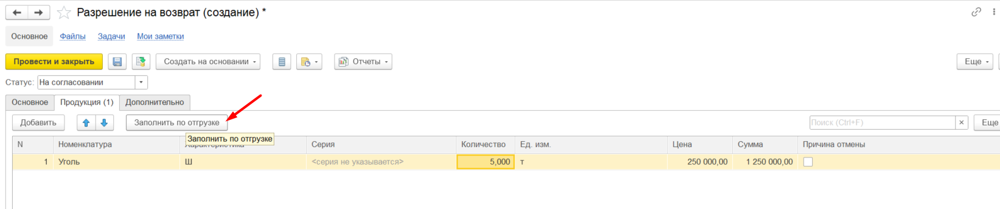 Разрешение на возврат (создание) *
Основное Файлы Задачи Мои заметки
Провести и закрыть Создать на основании Отчеты Еще
Статус: На согласовании
Основное Продукция (1) Дополнительно
Добавить Заполнить по отгрузке Поиск (Ctrl+F) × Еще
Заполнить по отгрузке
N Номенклатура Характеристика Серия Количество Ед. изм. Цена Сумма Причина отмены
1 Уголь Ш <серия не указывается> 5,000 т 250 000,00 1 250 000,00